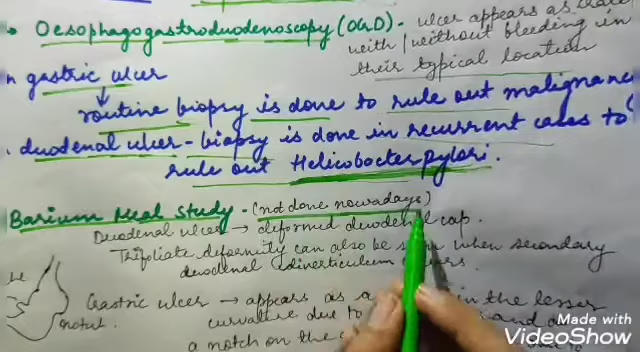 Oesophagogastroduodenoscopy (OGD) - ulcer appears as
with/without bleeding in
their typical location
gastric ulcer
routine biopsy is done to rule out malignanc
duodenal ulcer - biopsy is done in recurrent cases to
rule out Helicobacter pylori.
Barium Meal Study - (not done nowadays)
Duodenal ulcer → deformed duodenal cap.
Trifoliate deformity can also be seen when secondary
duodenal diverticulum
Gastric ulcer → appears as a in the lesser
notch. curvature due to and
a notch on the
Made with
VideoShow